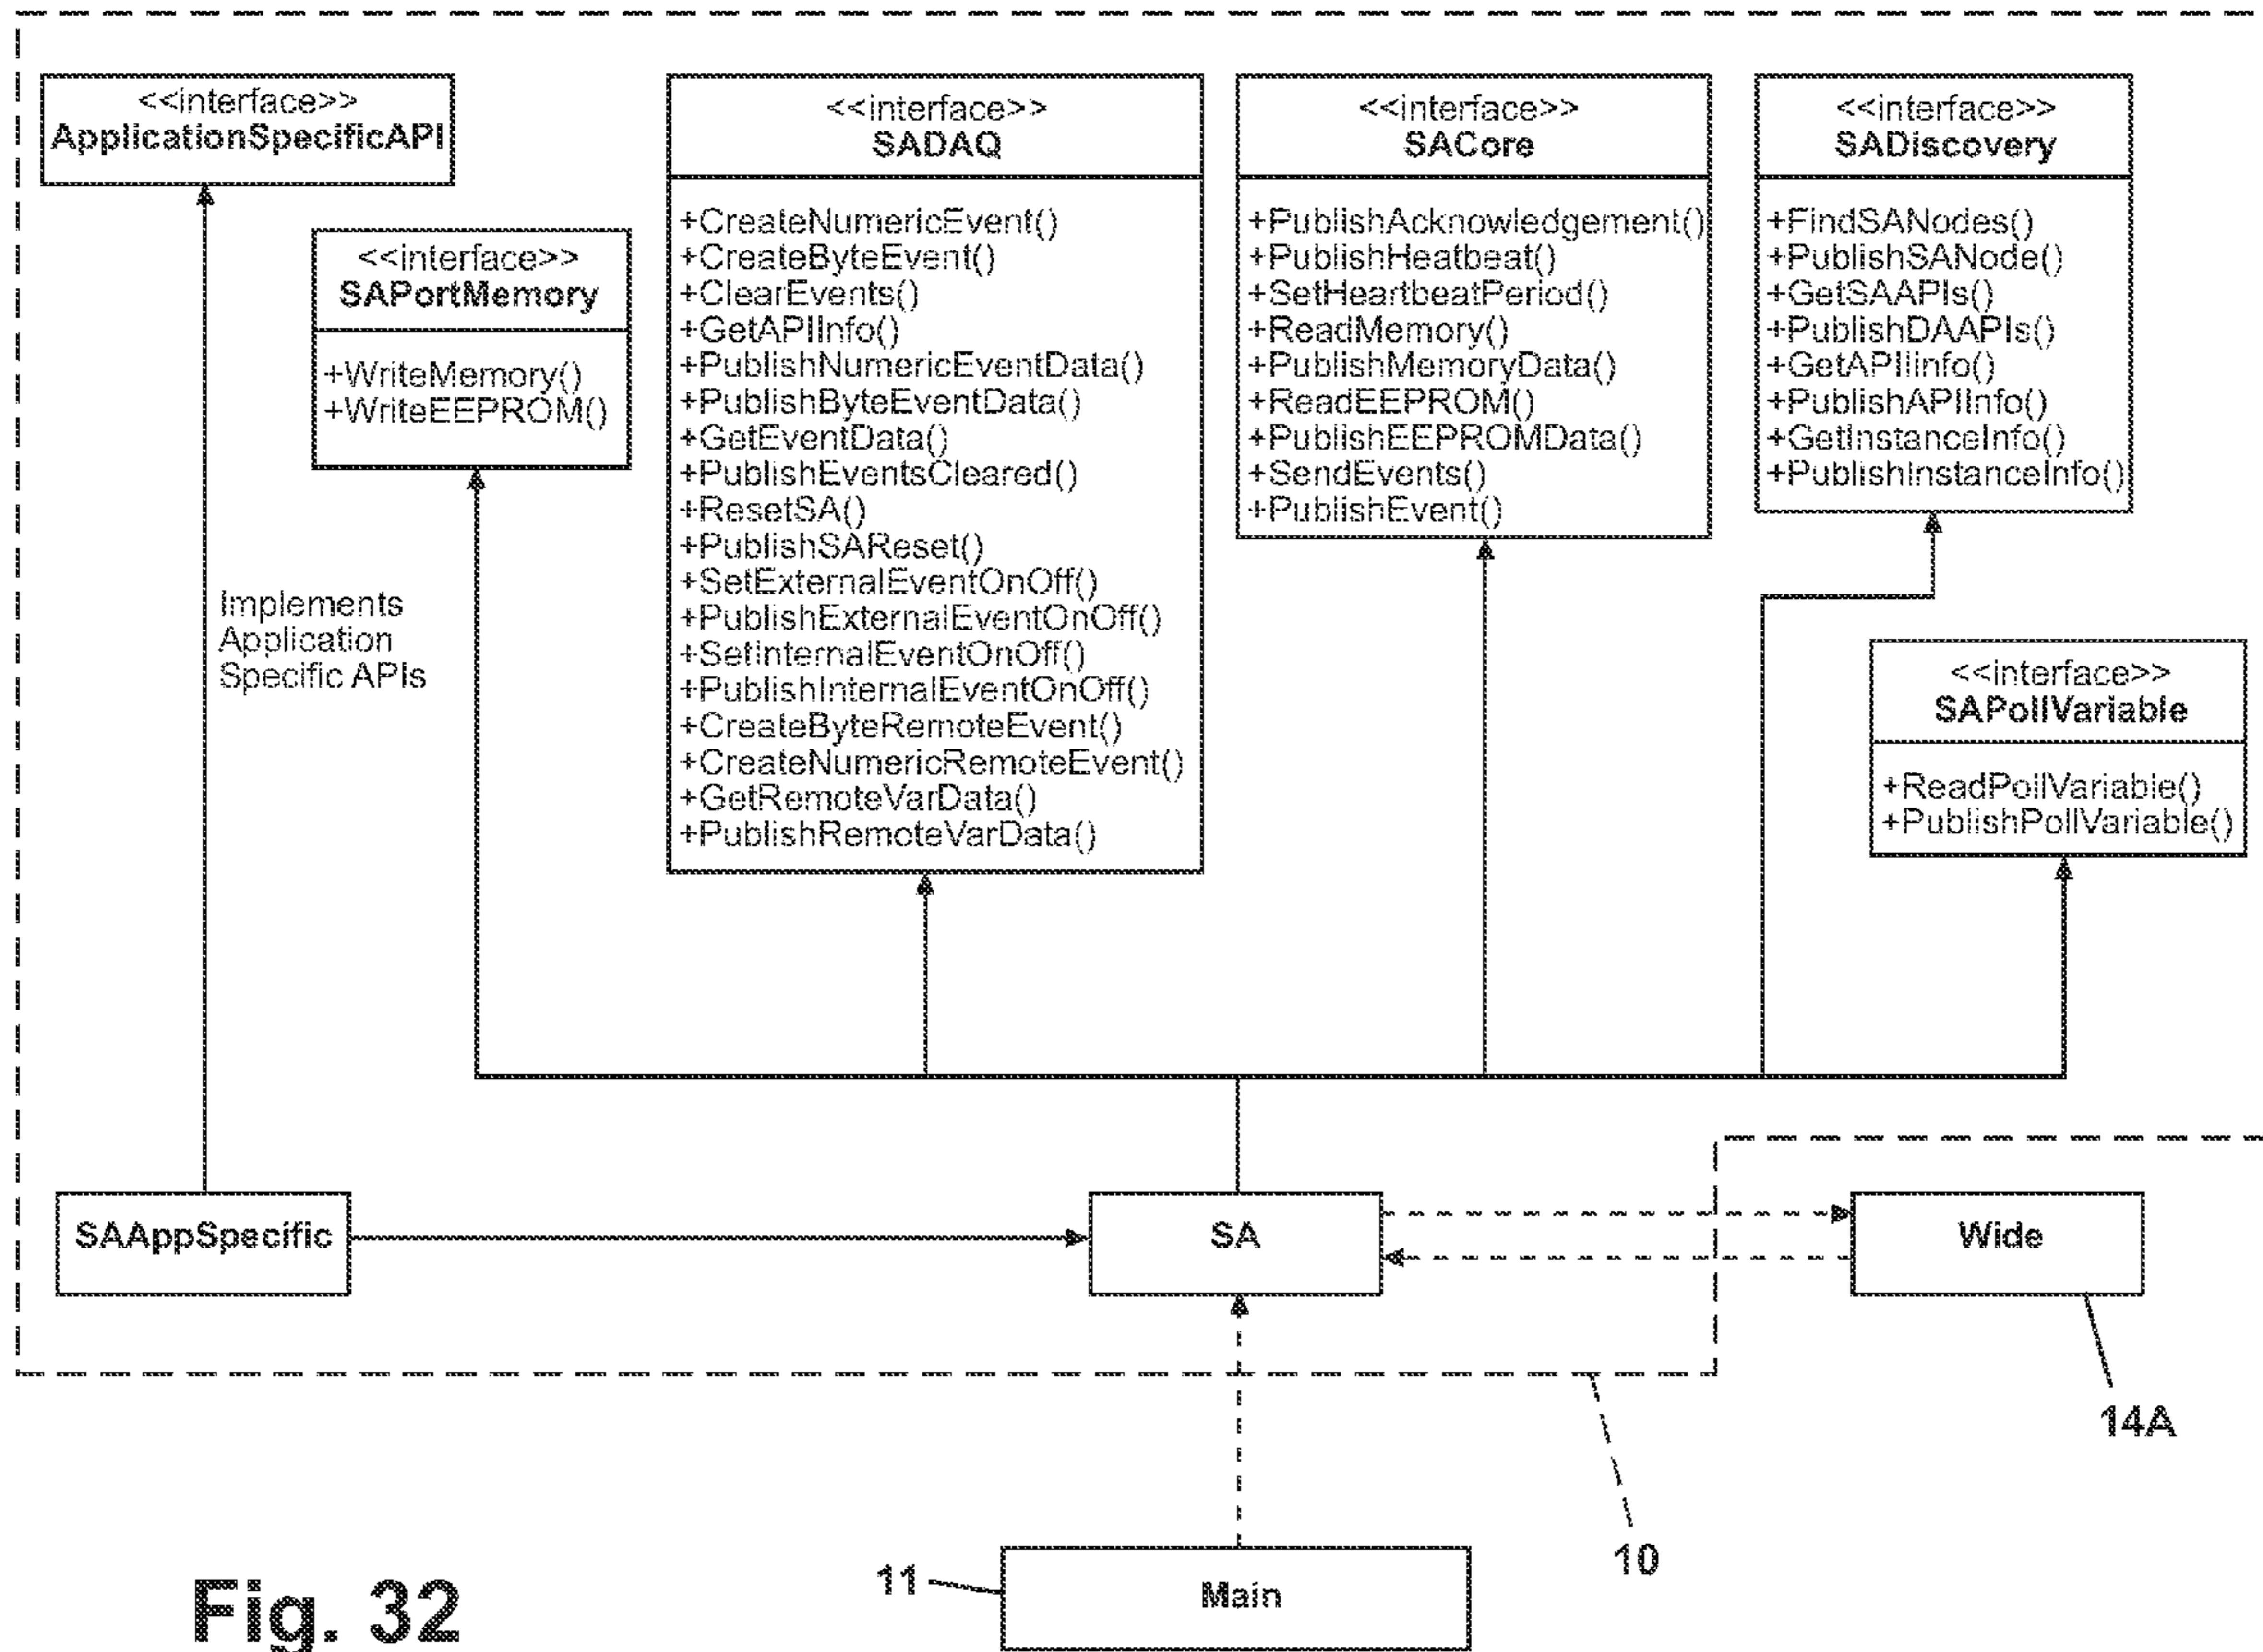 <<interface>>
ApplicationSpecificAPI
<<interface>>
SAPortMemory
+WriteMemory()
+WriteEEPROM()
<<interface>>
SADAQ
+CreateNumericEvent()
+CreateByteEvent()
+ClearEvents()
+GetAPIInfo()
+PublishNumericEventData()
+PublishByteEventData()
+GetEventData()
+PublishEventsCleared()
+ResetSA()
+PublishSAReset()
+SetExternalEventOnOff()
+PublishExternalEventOnOff()
+SetInternalEventOnOff()
+PublishInternalEventOnOff()
+CreateByteRemoteEvent()
+CreateNumericRemoteEvent()
+GetRemoteVarData()
+PublishRemoteVarData()
<<interface>>
SACore
+PublishAcknowledgement()
+PublishHeatbeat()
+SetHeartbeatPeriod()
+ReadMemory()
+PublishMemoryData()
+ReadEEPROM()
+PublishEEPROMData()
+SendEvents()
+PublishEvent()
<<interface>>
SADiscovery
+FindSANodes()
+PublishSANode()
+GetSAAPIs()
+PublishDAAPIs()
+GetAPIIinfo()
+PublishAPIInfo()
+GetInstanceInfo()
+PublishInstanceInfo()
<<interface>>
SAPollVariable
+ReadPollVariable()
+PublishPollVariable()
Implements
Application
Specific APIs
SAAppSpecific
SA
Wide
14A
10
11
Main
Fig. 32